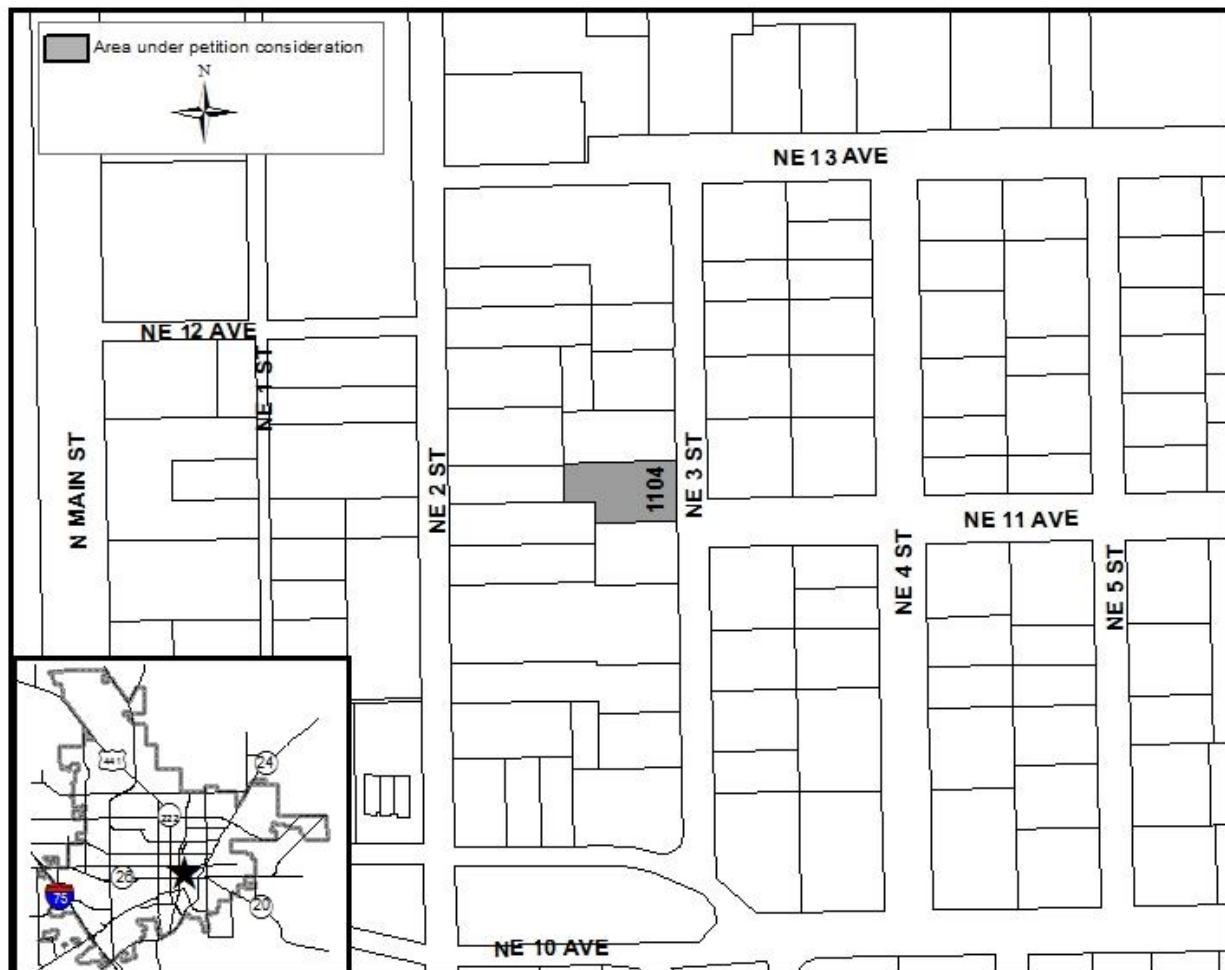 Area under petition consideration
N
NE 13 AVE
NE 12 AVE
NE 1 ST
N MAIN ST
NE 2 ST
1104
NE 3 ST
NE 11 AVE
NE 4 ST
NE 5 ST
441
24
222
26
75
20
NE 10 AVE